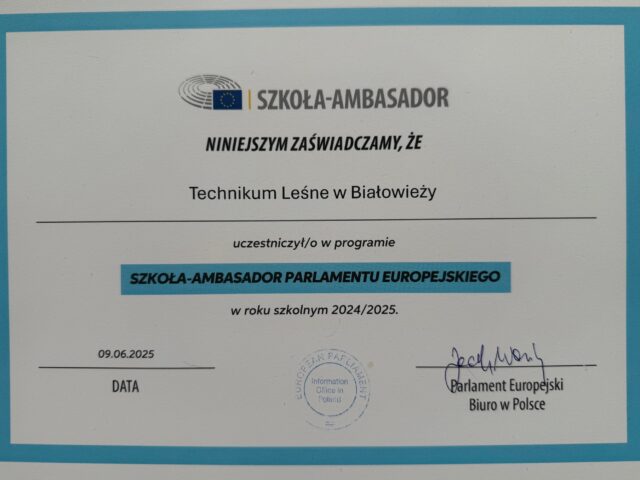 SZKOŁA-AMBASADOR
NINIEJSZYM ZAŚWIADCZAMY, ŻE
Technikum Leśne w Białowieży
uczestniczył/o w programie
SZKOŁA-AMBASADOR PARLAMENTU EUROPEJSKIEGO
w roku szkolnym 2024/2025.
09.06.2025
DATA
EUROPEAN PARLIAMENT
Information
Office in
Poland
Parlament Europejski
Biuro w Polsce